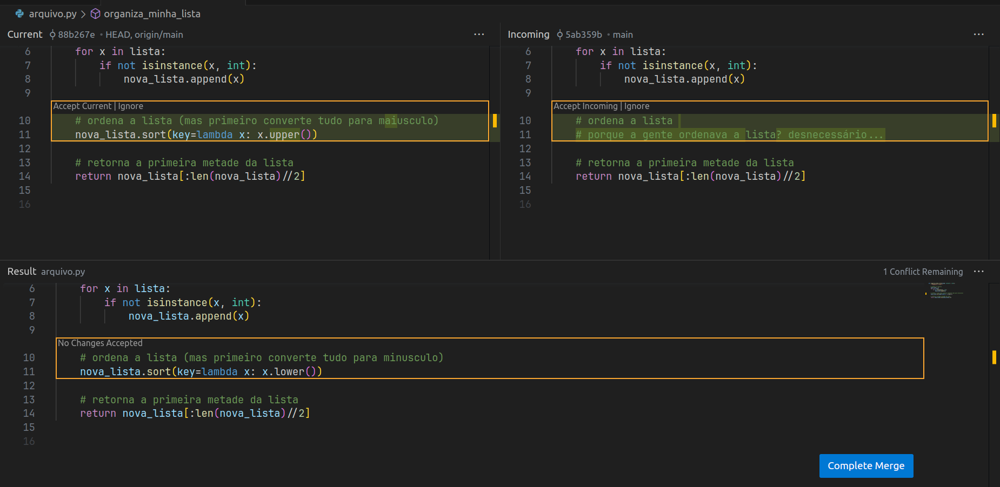 arquivo.py > organiza_minha_lista
Current 88b267e • HEAD, origin/main ...
6 for x in lista:
7 if not isinstance(x, int):
8 nova_lista.append(x)
9
Accept Current | Ignore
10 # ordena a lista (mas primeiro converte tudo para maiusculo)
11 nova_lista.sort(key=lambda x: x.upper())
12
13 # retorna a primeira metade da lista
14 return nova_lista[:len(nova_lista)//2]
15
16
Incoming 5ab359b • main ...
6 for x in lista:
7 if not isinstance(x, int):
8 nova_lista.append(x)
9
Accept Incoming | Ignore
10 # ordena a lista
11 # porque a gente ordenava a lista? desnecessário...
12
13 # retorna a primeira metade da lista
14 return nova_lista[:len(nova_lista)//2]
15
16
Result arquivo.py 1 Conflict Remaining ...
6 for x in lista:
7 if not isinstance(x, int):
8 nova_lista.append(x)
9
No Changes Accepted
10 # ordena a lista (mas primeiro converte tudo para minusculo)
11 nova_lista.sort(key=lambda x: x.lower())
12
13 # retorna a primeira metade da lista
14 return nova_lista[:len(nova_lista)//2]
15
16
Complete Merge